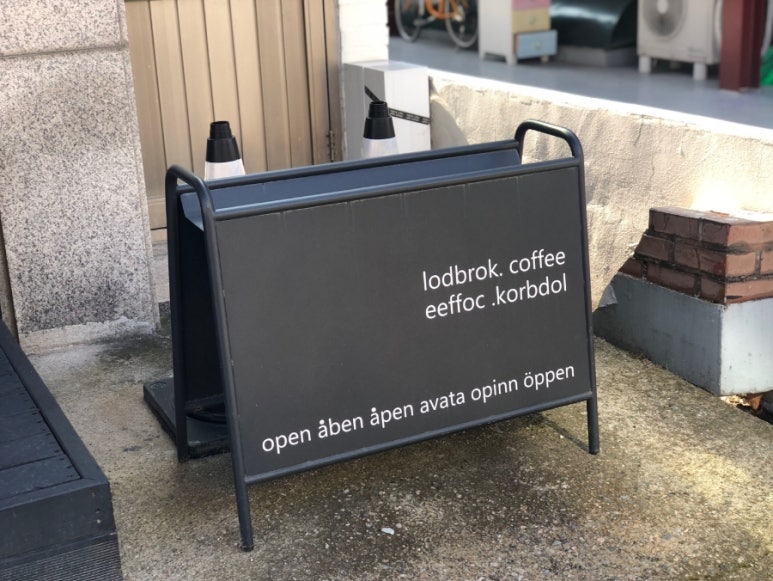 lodbrok. coffee
eeffoc .korbdol
open åben åpen avata opinn öppen